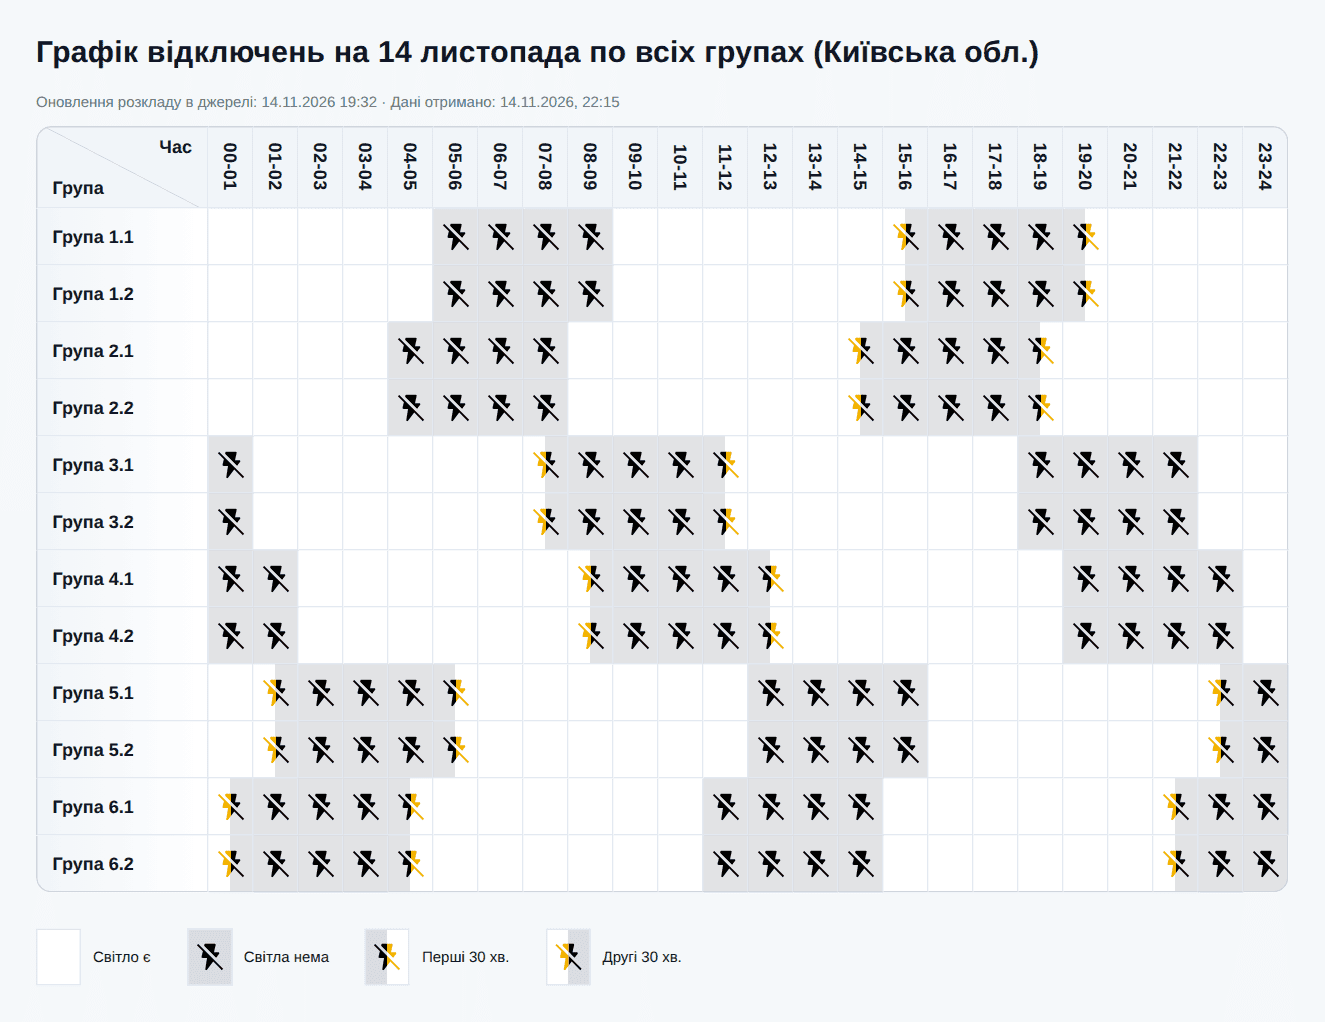 Графік відключень на 14 листопада по всіх групах (Київська обл.)
Оновлення розкладу в джерелі: 14.11.2026 19:32 · Дані отримано: 14.11.2026, 22:15
Час
Група
00-01 01-02 02-03 03-04 04-05 05-06 06-07 07-08 08-09 09-10 10-11 11-12 12-13 13-14 14-15 15-16 16-17 17-18 18-19 19-20 20-21 21-22 22-23 23-24
Група 1.1
Група 1.2
Група 2.1
Група 2.2
Група 3.1
Група 3.2
Група 4.1
Група 4.2
Група 5.1
Група 5.2
Група 6.1
Група 6.2
Світло є Світла нема Перші 30 хв. Другі 30 хв.